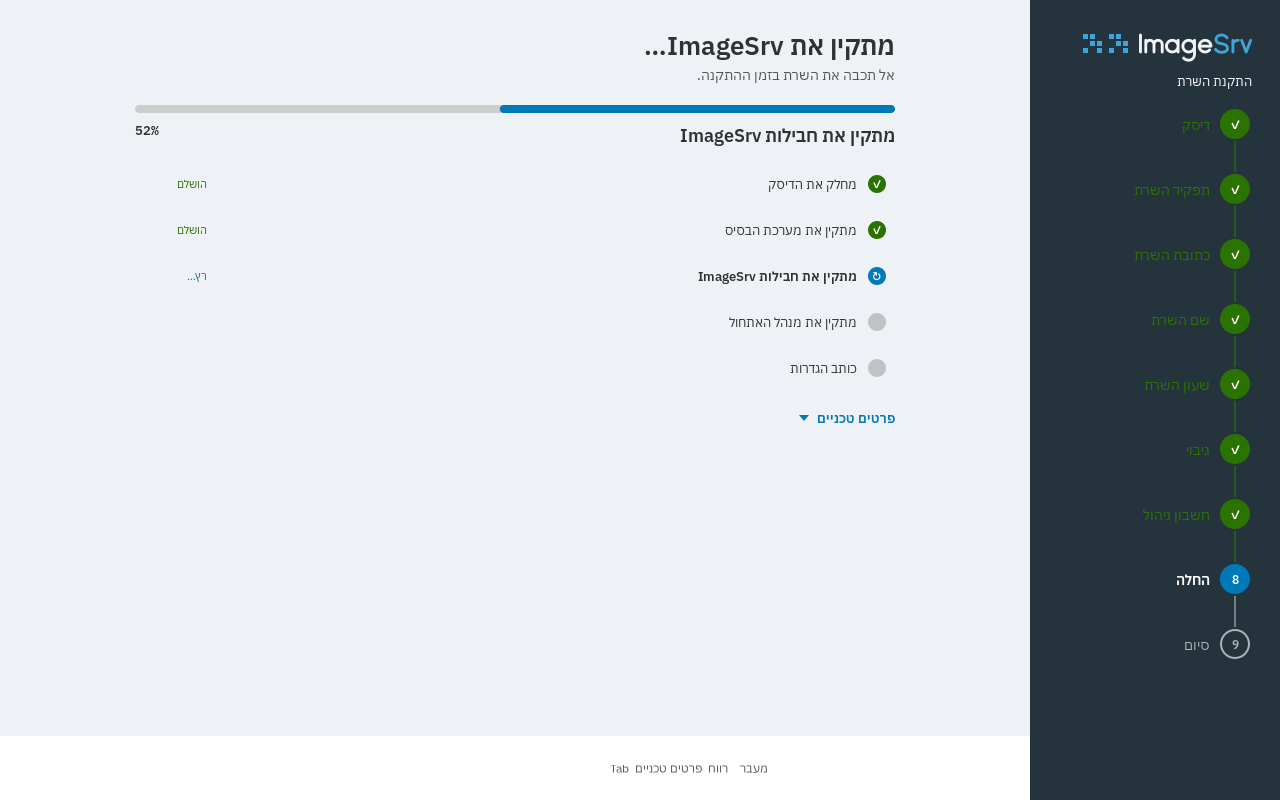 ImageSrv
התקנת השרת
דיסק
תפקיד השרת
כתובת השרת
שם השרת
שעון השרת
גיבוי
חשבון ניהול
8 החלה
9 סיום
מתקין את ImageSrv...
אל תכבה את השרת בזמן ההתקנה.
מתקין את חבילות ImageSrv 52%
מחלק את הדיסק הושלם
מתקין את מערכת הבסיס הושלם
מתקין את חבילות ImageSrv רץ...
מתקין את מנהל האתחול
כותב הגדרות
פרטים טכניים
מעבר רווח פרטים טכניים Tab